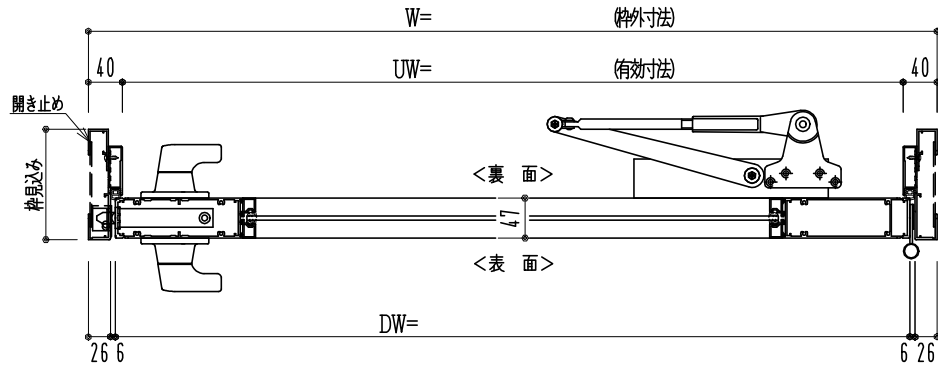 W= (枠外寸法)
40 UW= (有効寸法) 40
開き止め
枠見込み
＜裏 面＞
47
＜表 面＞
DW=
26 6 6 26